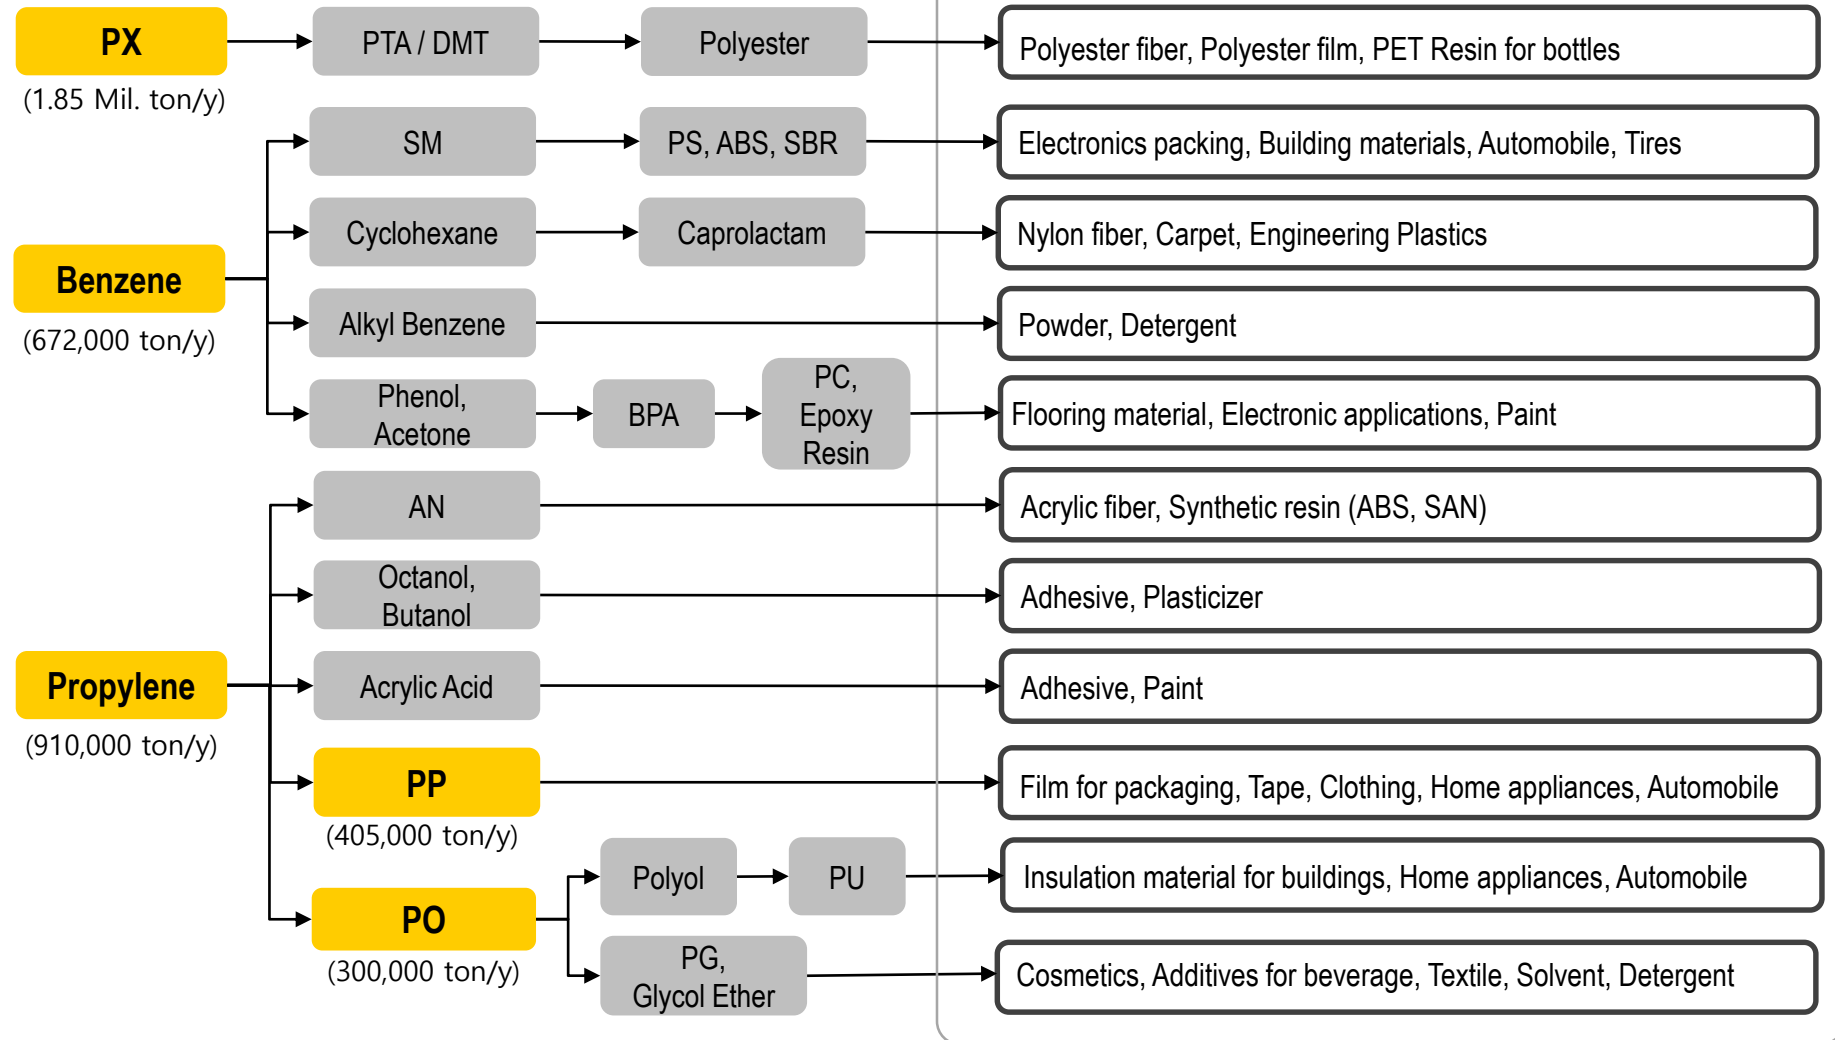 PX
(1.85 Mil. ton/y)
PTA / DMT
Polyester
Polyester fiber, Polyester film, PET Resin for bottles
Benzene
(672,000 ton/y)
SM
PS, ABS, SBR
Electronics packing, Building materials, Automobile, Tires
Cyclohexane
Caprolactam
Nylon fiber, Carpet, Engineering Plastics
Alkyl Benzene
Powder, Detergent
Phenol,
Acetone
BPA
PC,
Epoxy
Resin
Flooring material, Electronic applications, Paint
Propylene
(910,000 ton/y)
AN
Acrylic fiber, Synthetic resin (ABS, SAN)
Octanol,
Butanol
Adhesive, Plasticizer
Acrylic Acid
Adhesive, Paint
PP
(405,000 ton/y)
Film for packaging, Tape, Clothing, Home appliances, Automobile
PO
(300,000 ton/y)
Polyol
PU
Insulation material for buildings, Home appliances, Automobile
PG,
Glycol Ether
Cosmetics, Additives for beverage, Textile, Solvent, Detergent